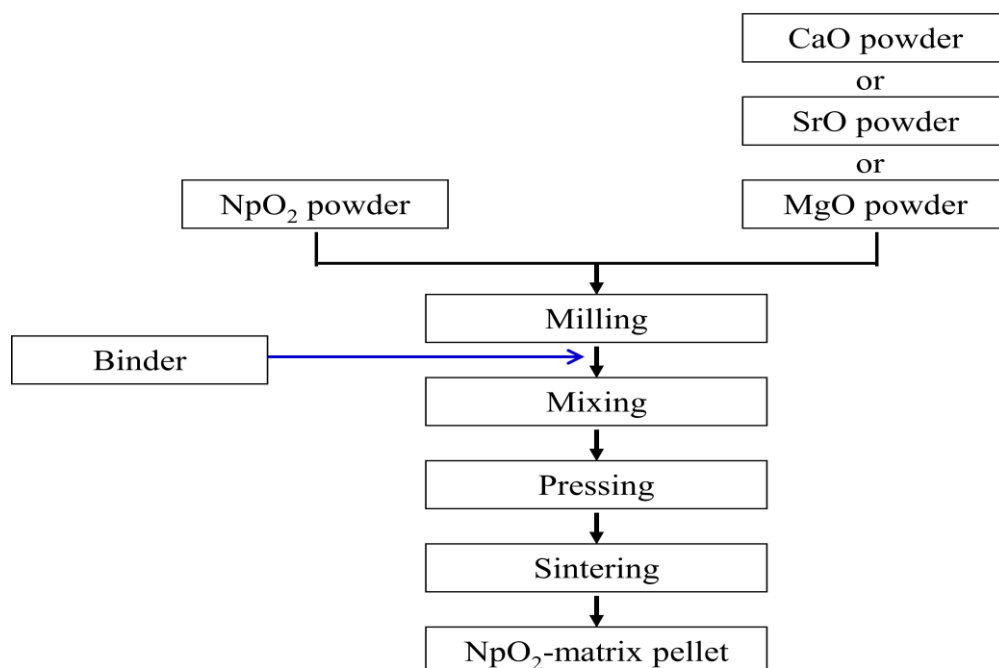 CaO powder
or
SrO powder
or
NpO₂ powder
MgO powder
Milling
Binder
Mixing
Pressing
Sintering
NpO₂-matrix pellet